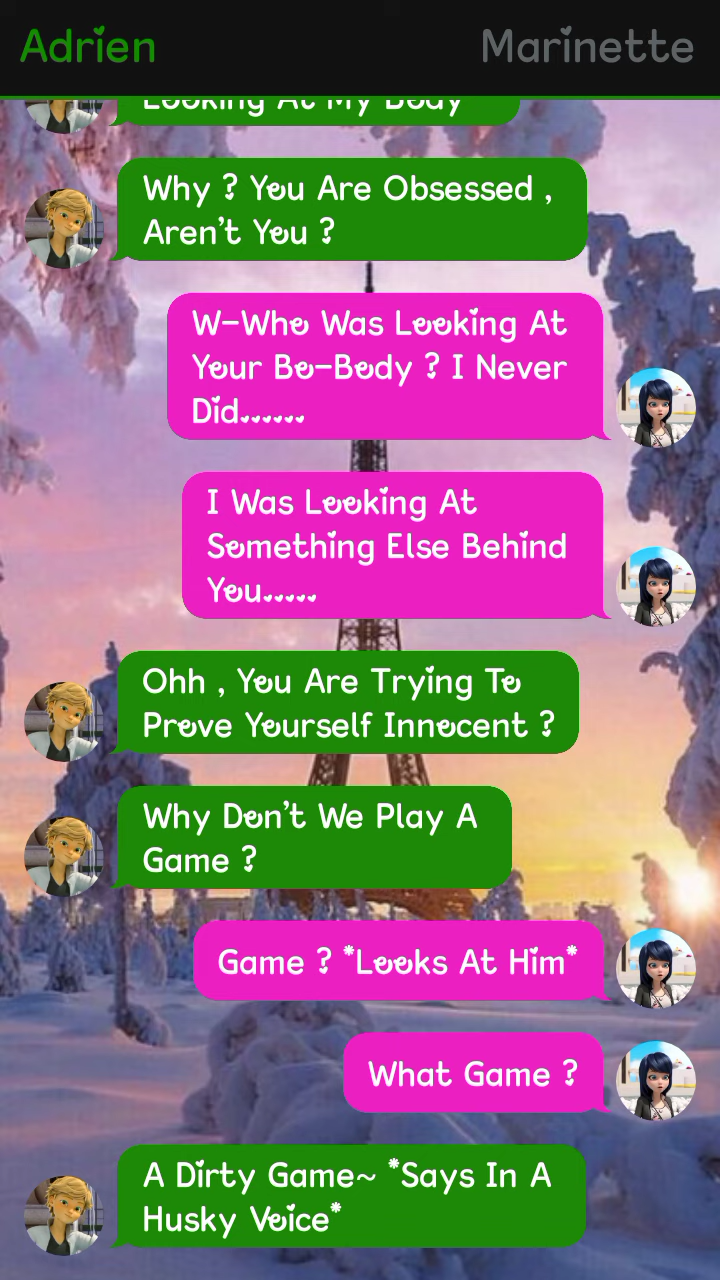 Adrien
Marinette
Looking At My Body
Why ? You Are Obsessed ,
Aren't You ?
W-Who Was Looking At
Your Bo-Body ? I Never
Did......
I Was Looking At
Something Else Behind
You.....
Ohh , You Are Trying To
Prove Yourself Innocent ?
Why Don't We Play A
Game ?
Game ? *Looks At Him*
What Game ?
A Dirty Game~ *Says In A
Husky Voice*